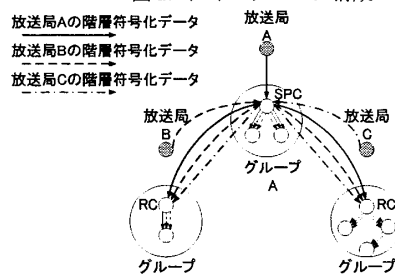 放送局Aの階層符号化データ
放送局Bの階層符号化データ
放送局Cの階層符号化データ
放送局
A
SPC
放送局
B
放送局
C
グループ
A
RC
RC
グループ
グループ